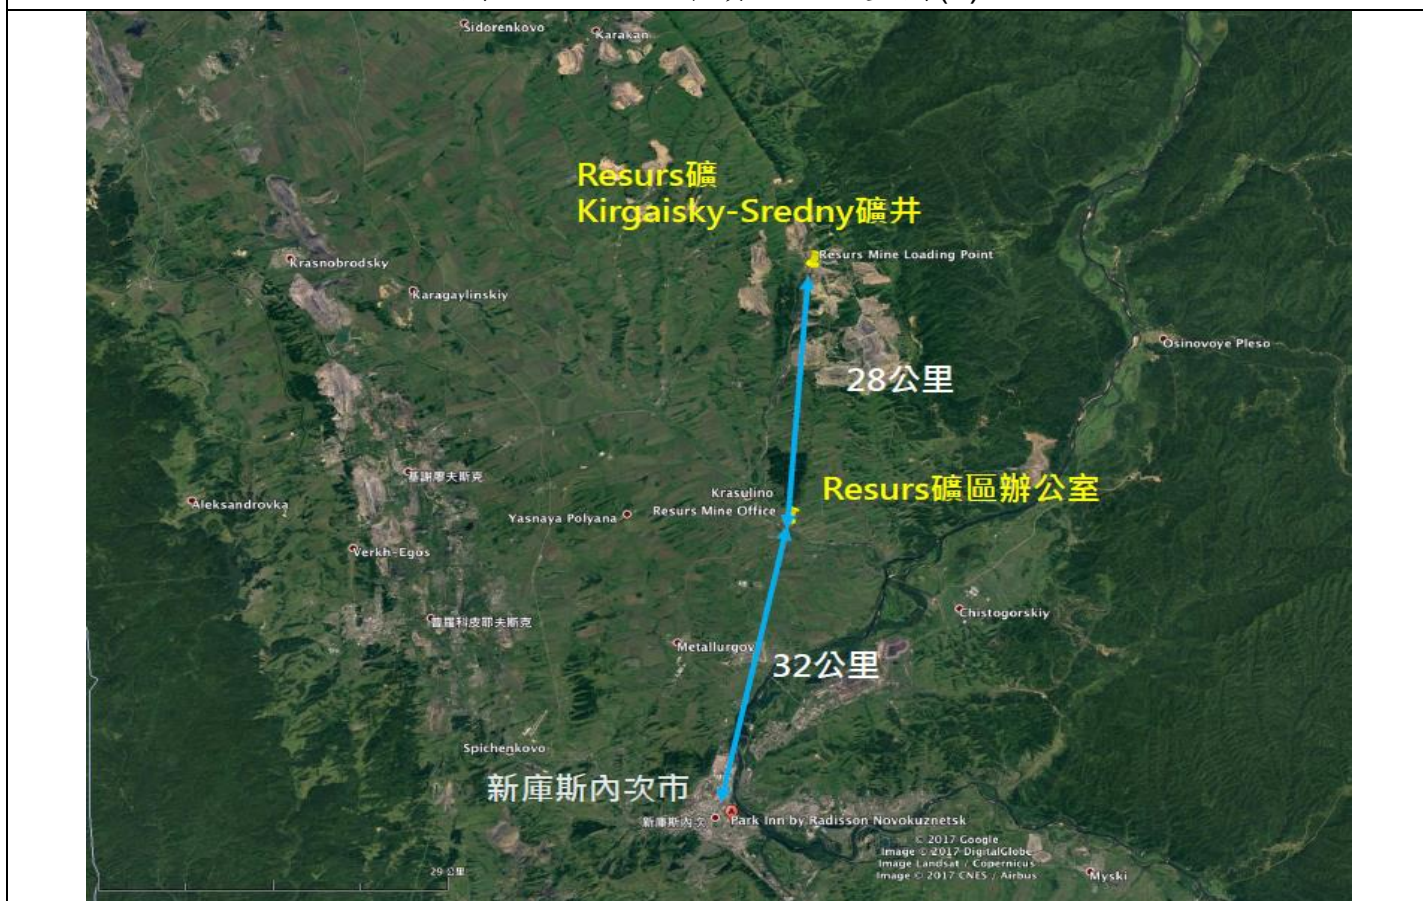 Sidorenkovo
Karakan
Resurs礦
Kirgaisky-Sredny礦井
Resurs Mine Loading Point
Krasnobrodsky
Karagaylinskiy
Osinovoye Pleso
28公里
基謝廖夫斯克
Aleksandrovka
Krasulino
Resurs礦區辦公室
Yasnaya Polyana
Resurs Mine Office
Verkh-Egos
Chistogorskiy
普羅科皮耶夫斯克
Metallurgov
32公里
Spichenkovo
新庫斯內次市
新庫斯內次
Park Inn by Radisson Novokuznetsk
© 2017 Google
Image © 2017 DigitalGlobe
Image Landsat / Copernicus
Image © 2017 CNES / Airbus
29 公里
Myski